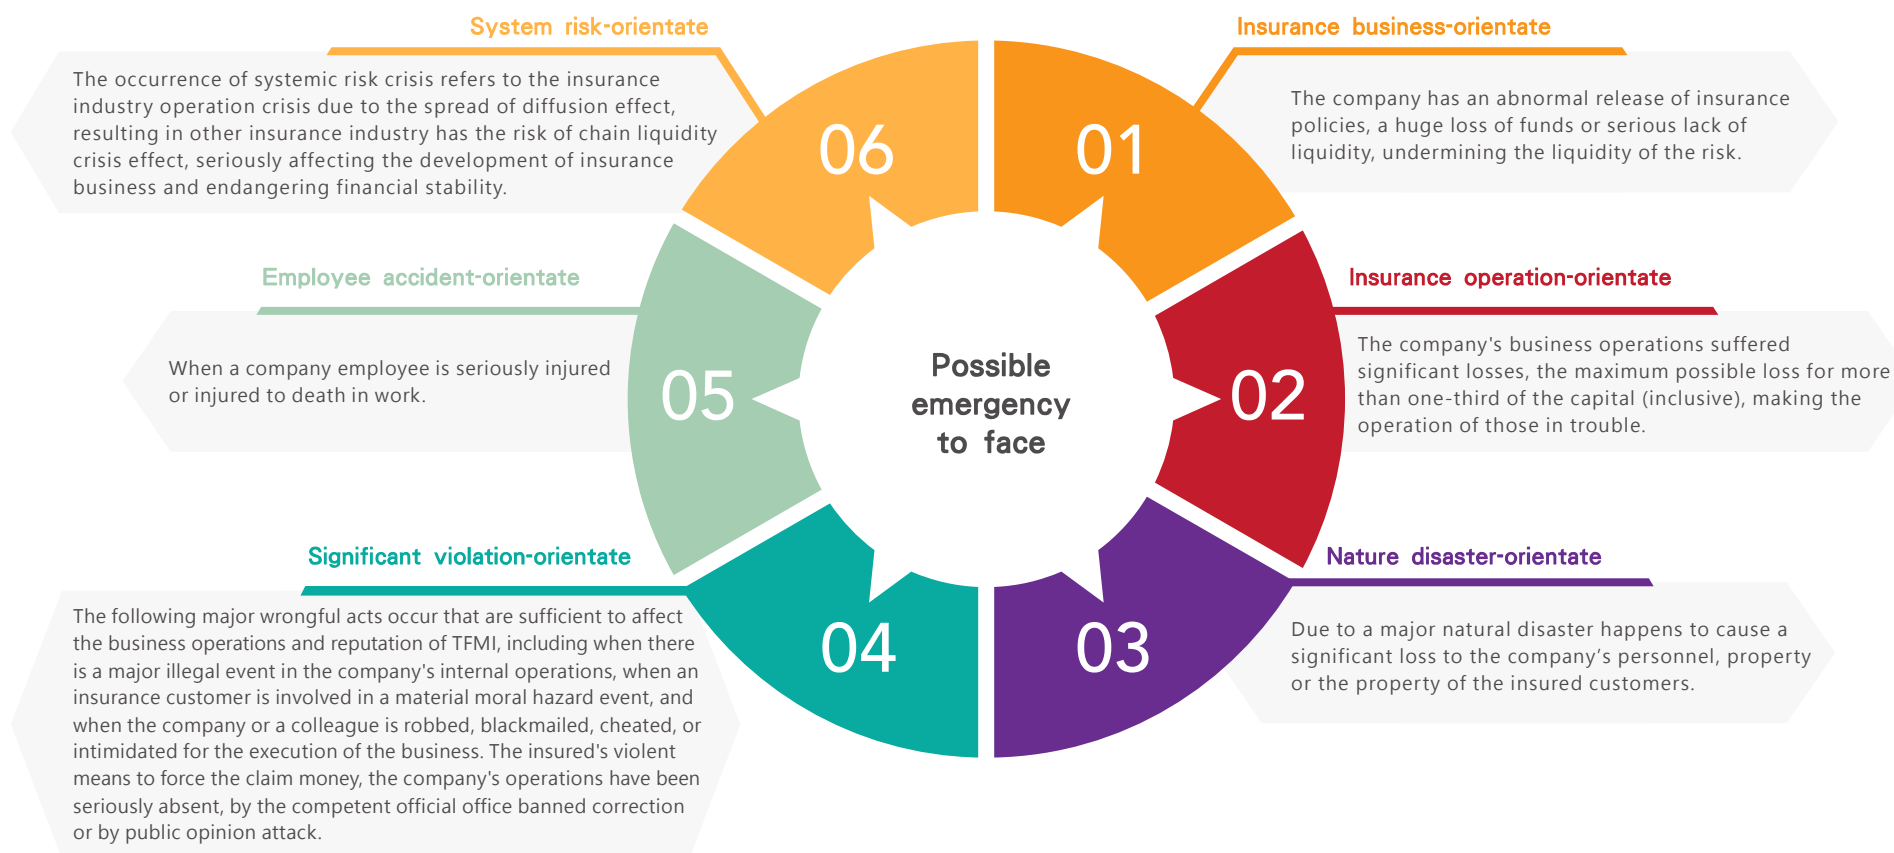 System risk-orientate
The occurrence of systemic risk crisis refers to the insurance
industry operation crisis due to the spread of diffusion effect,
resulting in other insurance industry has the risk of chain liquidity
crisis effect, seriously affecting the development of insurance
business and endangering financial stability.
06
Insurance business-orientate
The company has an abnormal release of insurance
policies, a huge loss of funds or serious lack of
liquidity, undermining the liquidity of the risk.
01
Employee accident-orientate
When a company employee is seriously injured
or injured to death in work.
05
Possible
emergency
to face
Insurance operation-orientate
The company's business operations suffered
significant losses, the maximum possible loss for more
than one-third of the capital (inclusive), making the
operation of those in trouble.
02
Significant violation-orientate
The following major wrongful acts occur that are sufficient to affect
the business operations and reputation of TFMI, including when there
is a major illegal event in the company's internal operations, when an
insurance customer is involved in a material moral hazard event, and
when the company or a colleague is robbed, blackmailed, cheated, or
intimidated for the execution of the business. The insured's violent
means to force the claim money, the company's operations have been
seriously absent, by the competent official office banned correction
or by public opinion attack.
04
Nature disaster-orientate
Due to a major natural disaster happens to cause a
significant loss to the company’s personnel, property
or the property of the insured customers.
03